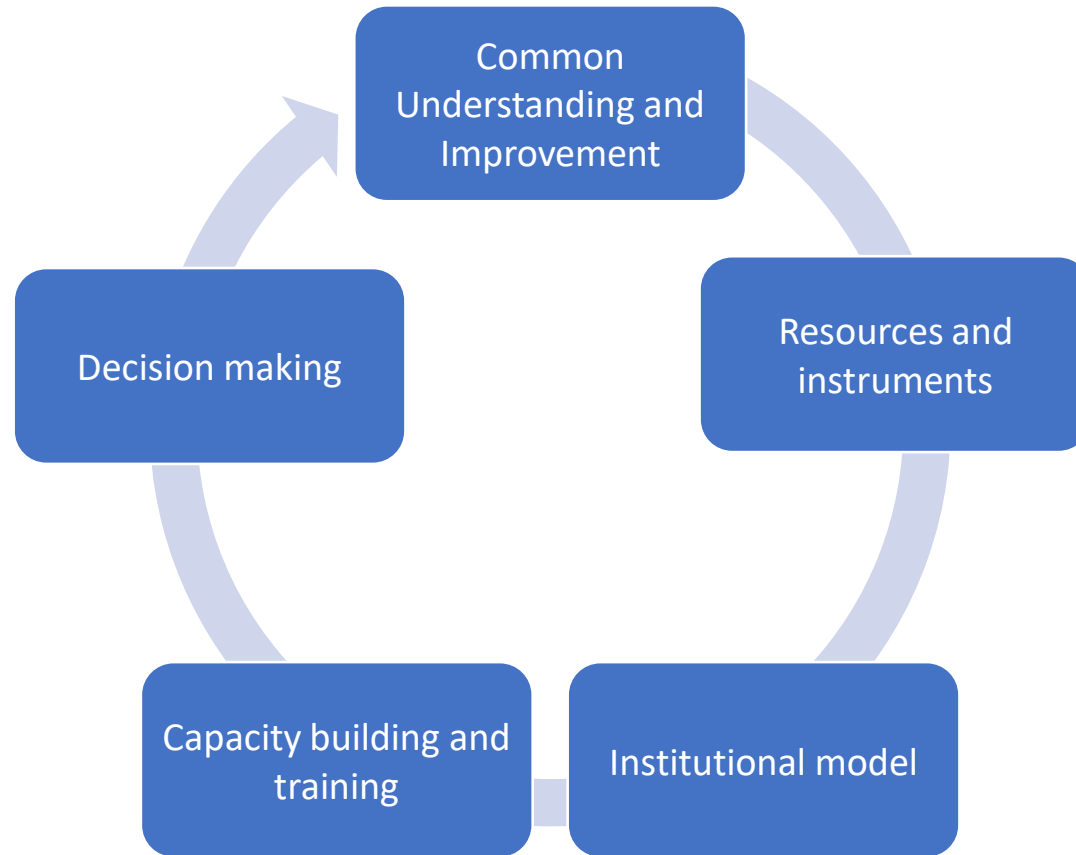 Common
Understanding and
Improvement
Resources and
instruments
Institutional model
Capacity building and
training
Decision making